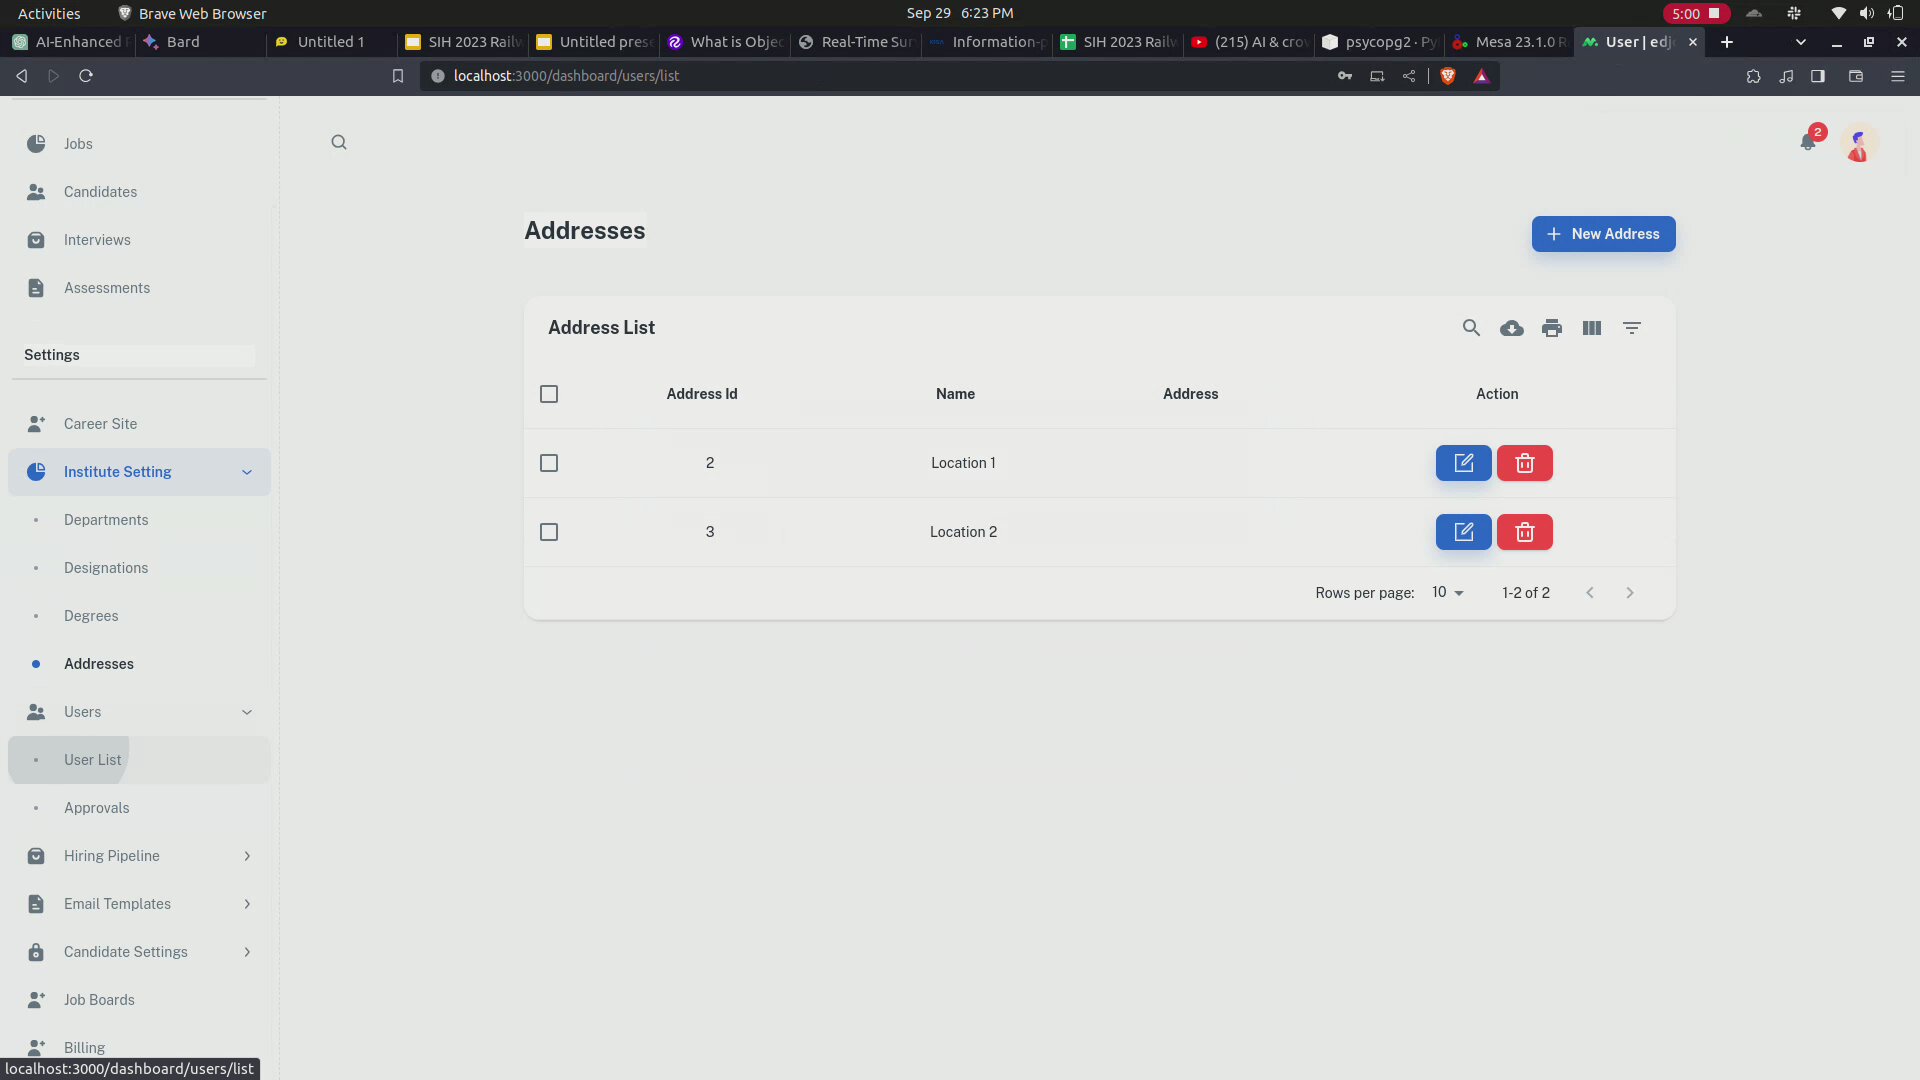 Activities
Brave Web Browser
Sep 29 6:23 PM
5:00
AI-Enhanced
Bard
Untitled 1
SIH 2023 Railw
Untitled prese
What is Objec
Real-Time Sur
Information-p
SIH 2023 Railw
(215) AI & crow
psycopg2 · Py
Mesa 23.1.0 R
User | edj
localhost:3000/dashboard/users/list
Jobs
Candidates
Interviews
Assessments
Settings
Career Site
Institute Setting
Departments
Designations
Degrees
Addresses
Users
User List
Approvals
Hiring Pipeline
Email Templates
Candidate Settings
Job Boards
Billing
localhost:3000/dashboard/users/list
2
Addresses
New Address
Address List
Address Id Name Address Action
2 Location 1
3 Location 2
Rows per page: 10 1-2 of 2